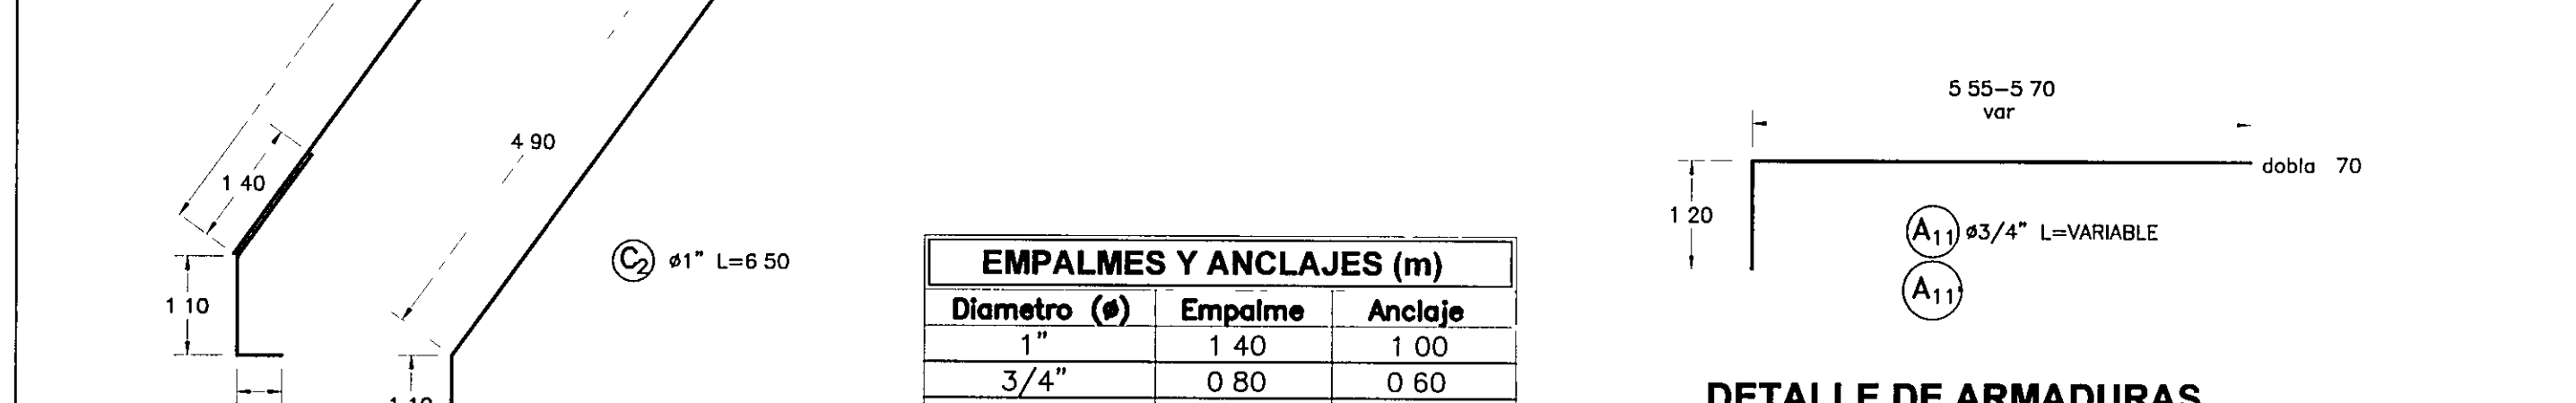 1 40
1 10
4 90
C2 ø1" L=6 50
1 10
EMPALMES Y ANCLAJES (m)
Diametro (ø) Empalme Anclaje
1" 1 40 1 00
3/4" 0 80 0 60
5 55-5 70
var
dobla 70
1 20
A11 ø3/4" L=VARIABLE
A11'
DETALLE DE ARMADURAS